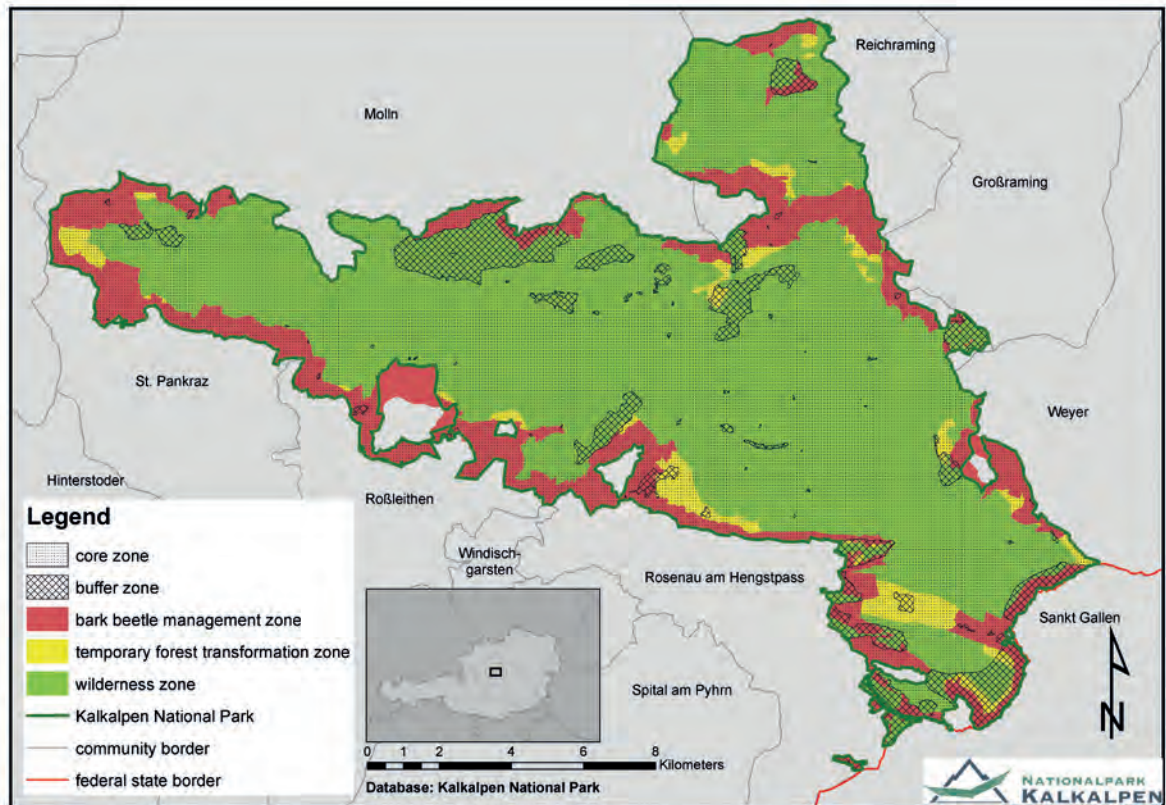 Reichraming
Molln
Großraming
St. Pankraz
Weyer
Hinterstoder
Roßleithen
Windisch-
garsten
Rosenau am Hengstpass
Sankt Gallen
Spital am Pyhrn
Legend
core zone
buffer zone
bark beetle management zone
temporary forest transformation zone
wilderness zone
Kalkalpen National Park
community border
federal state border
0 1 2 4 6 8
Kilometers
Database: Kalkalpen National Park
N
NATIONALPARK
KALKALPEN